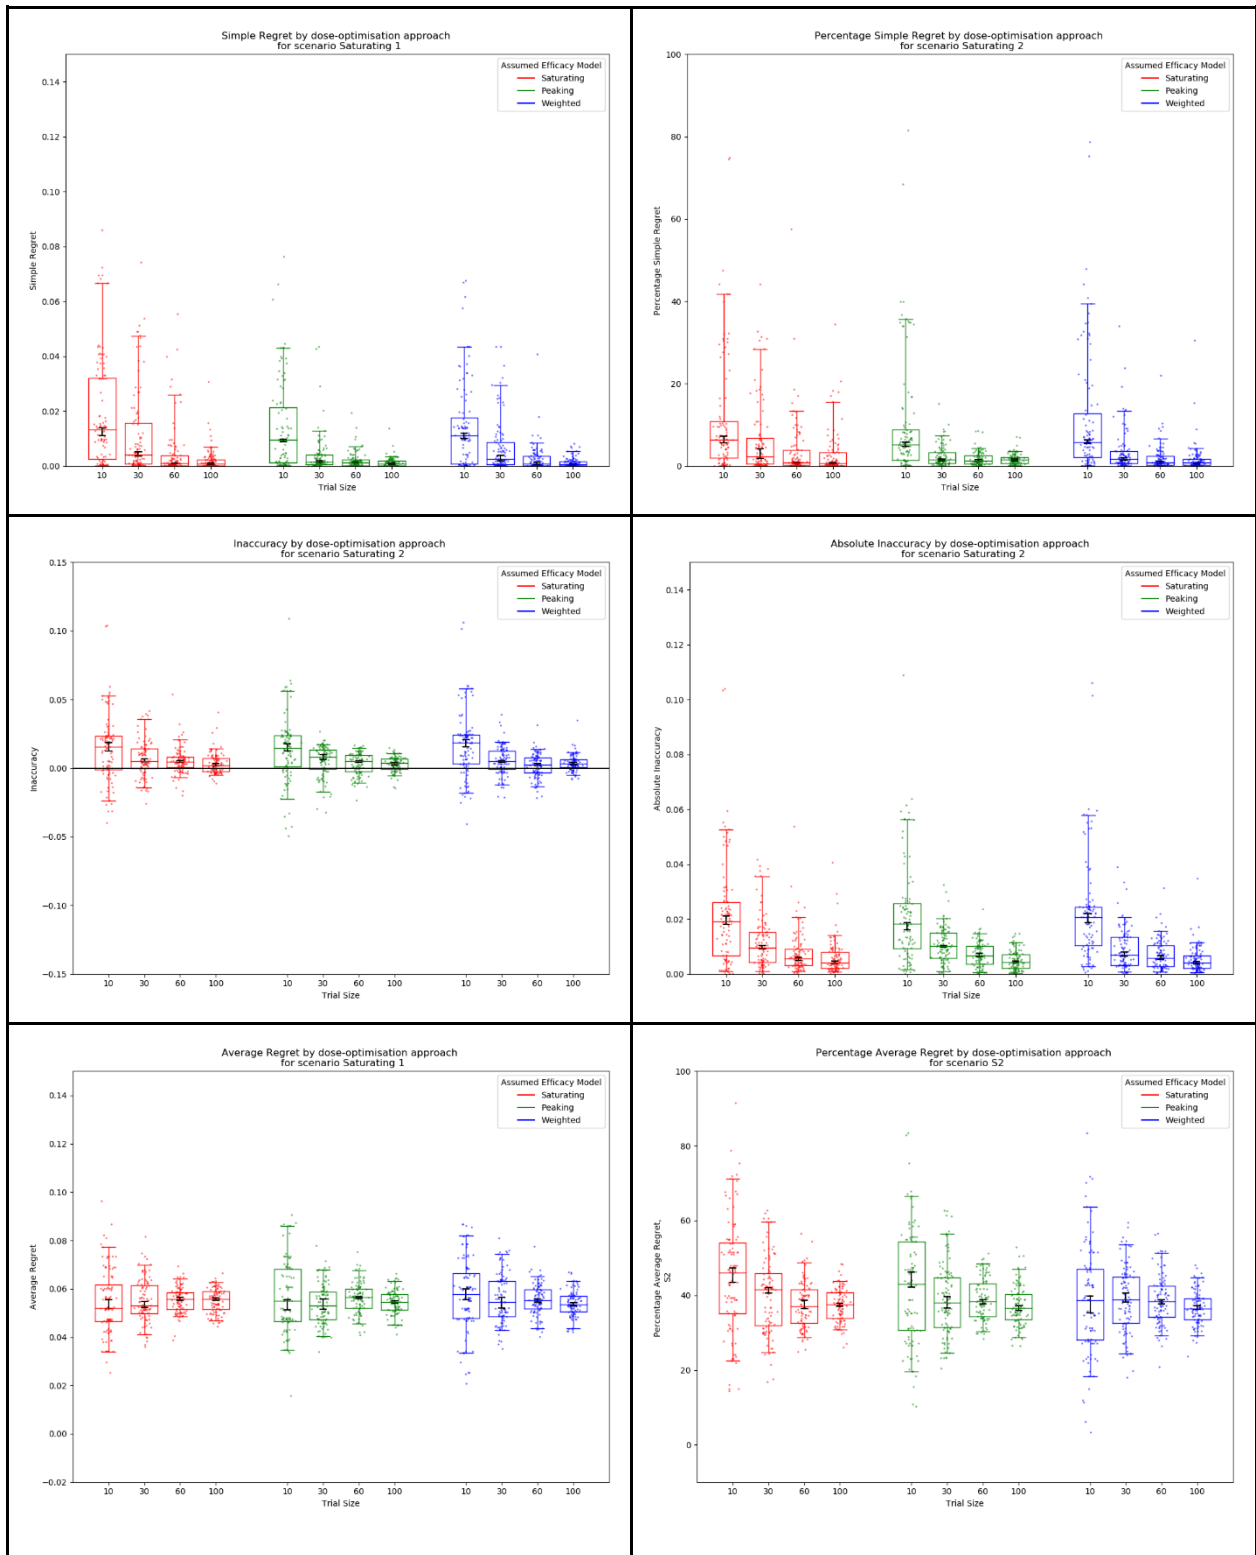 Simple Regret by dose-optimisation approach
for scenario Saturating 1
Assumed Efficacy Model
Saturating
Peaking
Weighted
0.14
0.12
0.10
0.08
0.06
0.04
0.02
0.00
Simple Regret
10 30 60 100 10 30 60 100 10 30 60 100
Trial Size
Percentage Simple Regret by dose-optimisation approach
for scenario Saturating 2
Assumed Efficacy Model
Saturating
Peaking
Weighted
100
80
60
40
20
0
Percentage Simple Regret
10 30 60 100 10 30 60 100 10 30 60 100
Trial Size
Inaccuracy by dose-optimisation approach
for scenario Saturating 2
Assumed Efficacy Model
Saturating
Peaking
Weighted
0.15
0.10
0.05
0.00
−0.05
−0.10
−0.15
Inaccuracy
10 30 60 100 10 30 60 100 10 30 60 100
Trial Size
Absolute Inaccuracy by dose-optimisation approach
for scenario Saturating 2
Assumed Efficacy Model
Saturating
Peaking
Weighted
0.14
0.12
0.10
0.08
0.06
0.04
0.02
0.00
Absolute Inaccuracy
10 30 60 100 10 30 60 100 10 30 60 100
Trial Size
Average Regret by dose-optimisation approach
for scenario Saturating 1
Assumed Efficacy Model
Saturating
Peaking
Weighted
0.14
0.12
0.10
0.08
0.06
0.04
0.02
0.00
−0.02
Average Regret
10 30 60 100 10 30 60 100 10 30 60 100
Trial Size
Percentage Average Regret by dose-optimisation approach
for scenario S2
Assumed Efficacy Model
Saturating
Peaking
Weighted
100
80
60
40
20
0
Percentage Average Regret,
S2
10 30 60 100 10 30 60 100 10 30 60 100
Trial Size